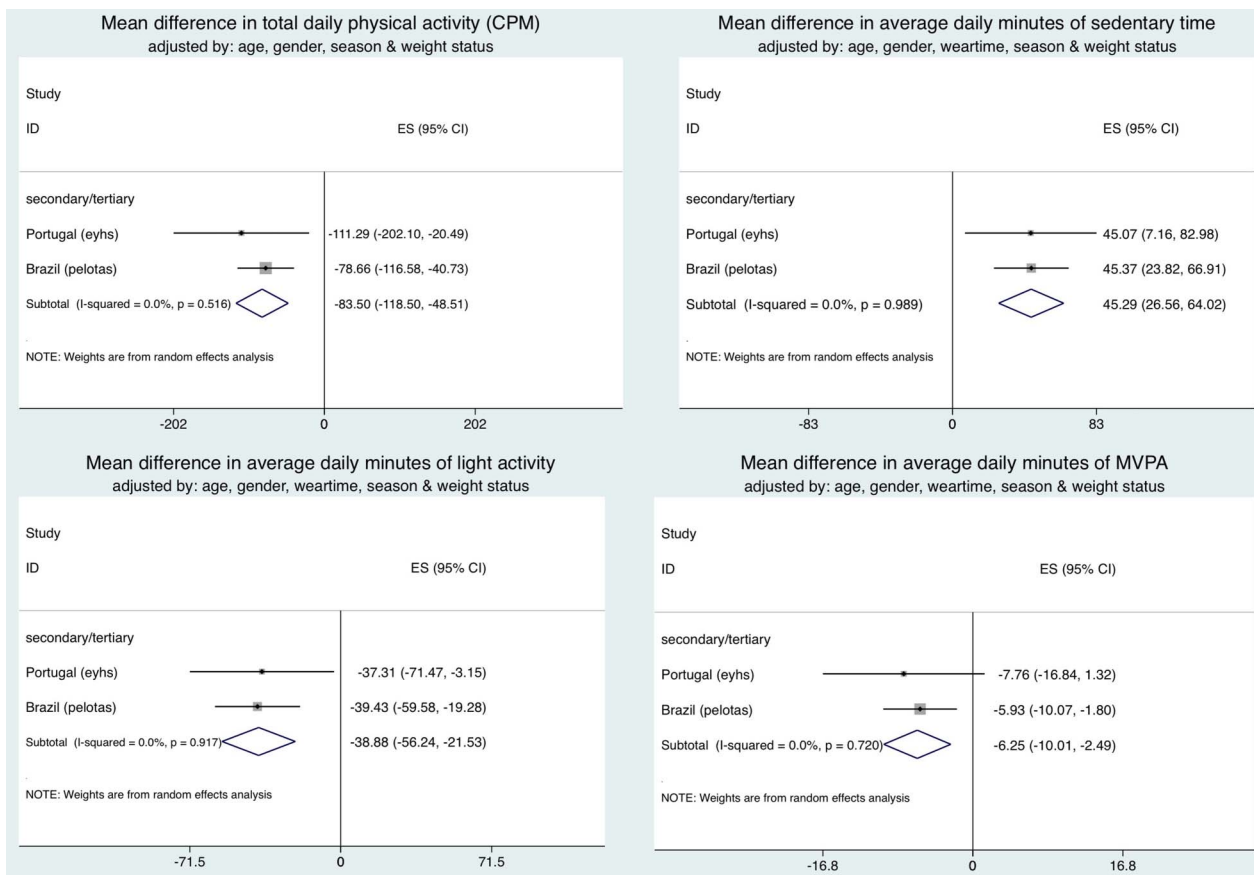 Mean difference in total daily physical activity (CPM)
adjusted by: age, gender, season & weight status
Study
ID ES (95% CI)
secondary/tertiary
Portugal (eyhs) -111.29 (-202.10, -20.49)
Brazil (pelotas) -78.66 (-116.58, -40.73)
Subtotal (I-squared = 0.0%, p = 0.516) -83.50 (-118.50, -48.51)
.
NOTE: Weights are from random effects analysis
-202 0 202
Mean difference in average daily minutes of sedentary time
adjusted by: age, gender, weartime, season & weight status
Study
ID ES (95% CI)
secondary/tertiary
Portugal (eyhs) 45.07 (7.16, 82.98)
Brazil (pelotas) 45.37 (23.82, 66.91)
Subtotal (I-squared = 0.0%, p = 0.989) 45.29 (26.56, 64.02)
.
NOTE: Weights are from random effects analysis
-83 0 83
Mean difference in average daily minutes of light activity
adjusted by: age, gender, weartime, season & weight status
Study
ID ES (95% CI)
secondary/tertiary
Portugal (eyhs) -37.31 (-71.47, -3.15)
Brazil (pelotas) -39.43 (-59.58, -19.28)
Subtotal (I-squared = 0.0%, p = 0.917) -38.88 (-56.24, -21.53)
.
NOTE: Weights are from random effects analysis
-71.5 0 71.5
Mean difference in average daily minutes of MVPA
adjusted by: age, gender, weartime, season & weight status
Study
ID ES (95% CI)
secondary/tertiary
Portugal (eyhs) -7.76 (-16.84, 1.32)
Brazil (pelotas) -5.93 (-10.07, -1.80)
Subtotal (I-squared = 0.0%, p = 0.720) -6.25 (-10.01, -2.49)
.
NOTE: Weights are from random effects analysis
-16.8 0 16.8